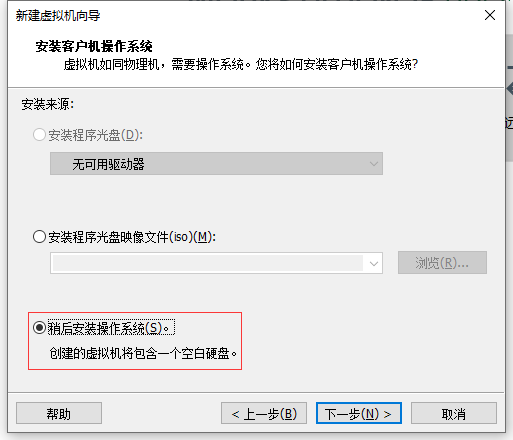 新建虚拟机向导
安装客户机操作系统
虚拟机如同物理机，需要操作系统。您将如何安装客户机操作系统?
安装来源:
安装程序光盘(D):
无可用驱动器
安装程序光盘映像文件(iso)(M):
浏览(R)...
稍后安装操作系统(S)。
创建的虚拟机将包含一个空白硬盘。
帮助
< 上一步(B)
下一步(N) >
取消